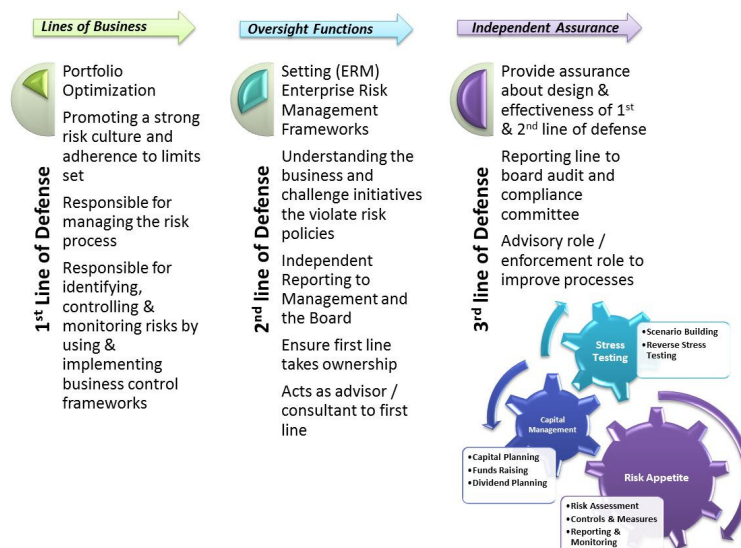 Lines of Business
Oversight Functions
Independent Assurance
1st Line of Defense
Portfolio
Optimization
Promoting a strong
risk culture and
adherence to limits
set
Responsible for
managing the risk
process
Responsible for
identifying,
controlling &
monitoring risks by
using &
implementing
business control
frameworks
2nd line of Defense
Setting (ERM)
Enterprise Risk
Management
Frameworks
Understanding the
business and
challenge initiatives
the violate risk
policies
Independent
Reporting to
Management and
the Board
Ensure first line
takes ownership
Acts as advisor /
consultant to first
line
3rd line of Defense
Provide assurance
about design &
effectiveness of 1st
& 2nd line of defense
Reporting line to
board audit and
compliance
committee
Advisory role /
enforcement role to
improve processes
Stress
Testing
•Scenario Building
•Reverse Stress
Testing
Capital
Management
•Capital Planning
•Funds Raising
•Dividend Planning
Risk Appetite
•Risk Assessment
•Controls & Measures
•Reporting &
Monitoring